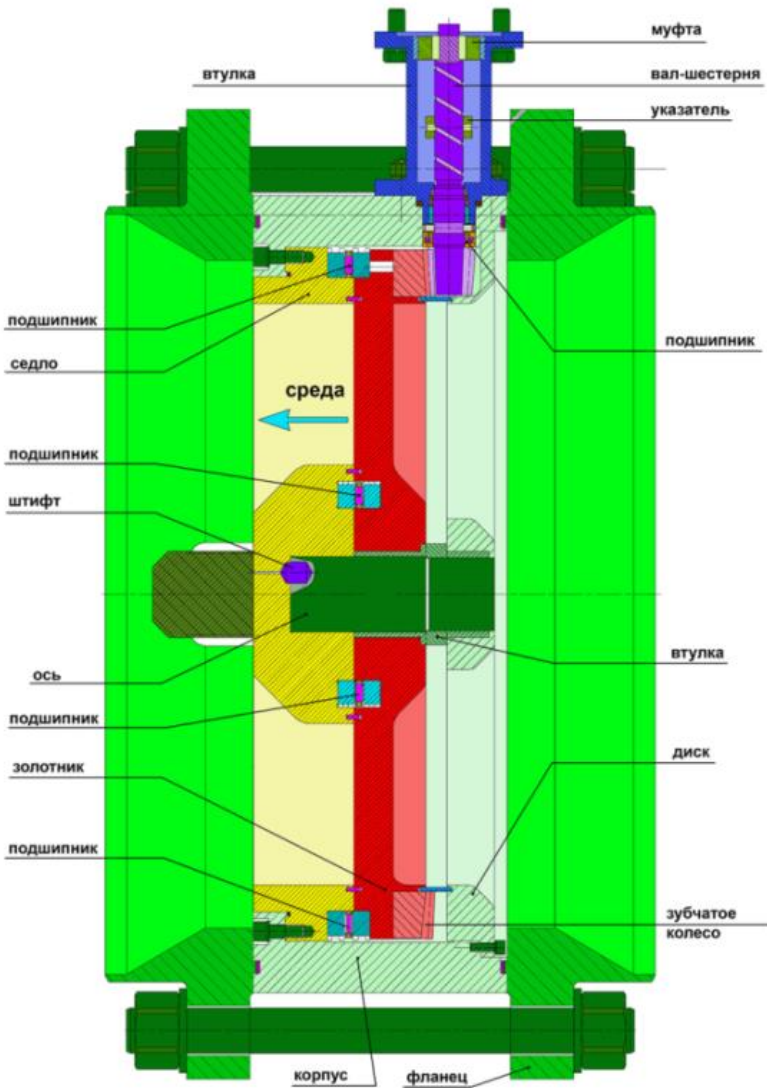 муфта
втулка
вал-шестерня
указатель
подшипник
подшипник
седло
среда
подшипник
штифт
втулка
ось
подшипник
диск
золотник
подшипник
зубчатое
колесо
корпус
фланец